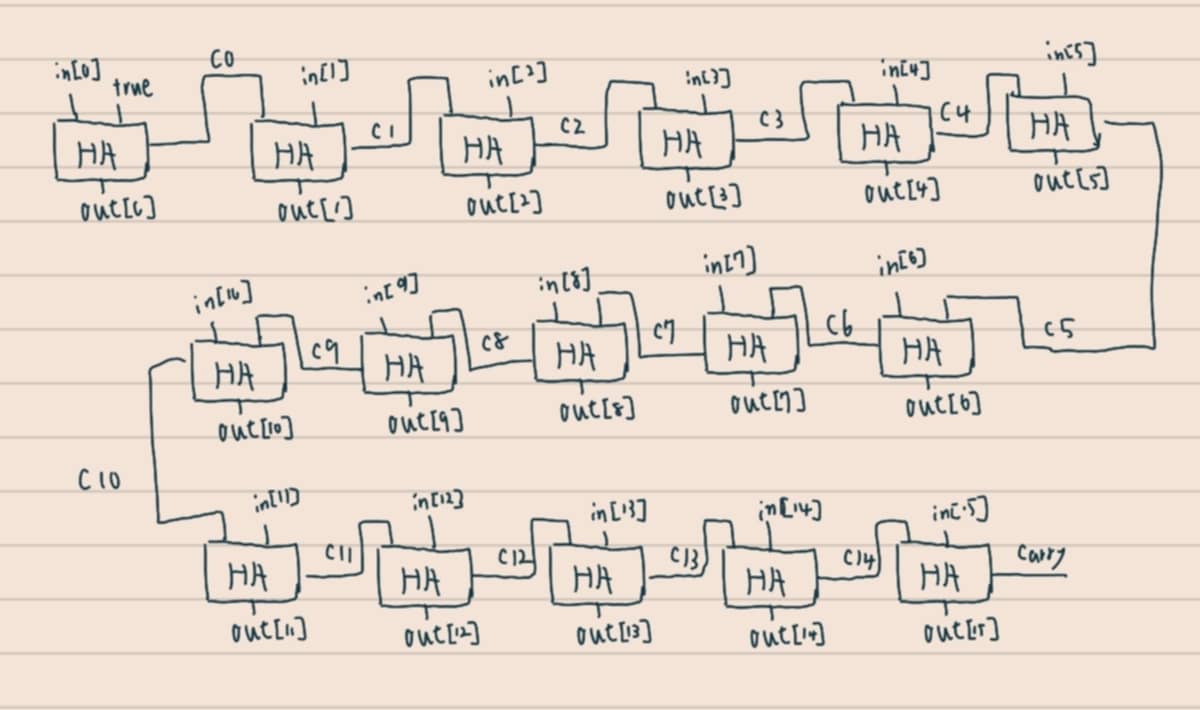 in[0] true C0 in[1] in[2] in[3] in[4] in[5]
HA HA C1 HA C2 HA C3 HA C4 HA
out[0] out[1] out[2] out[3] out[4] out[5]
in[10] in[9] in[8] in[7] in[6]
HA C9 HA C8 HA C7 HA C6 HA C5
out[10] out[9] out[8] out[7] out[6]
C10
in[11] in[12] in[13] in[14] in[15]
HA C11 HA C12 HA C13 HA C14 HA Carry
out[11] out[12] out[13] out[14] out[15]